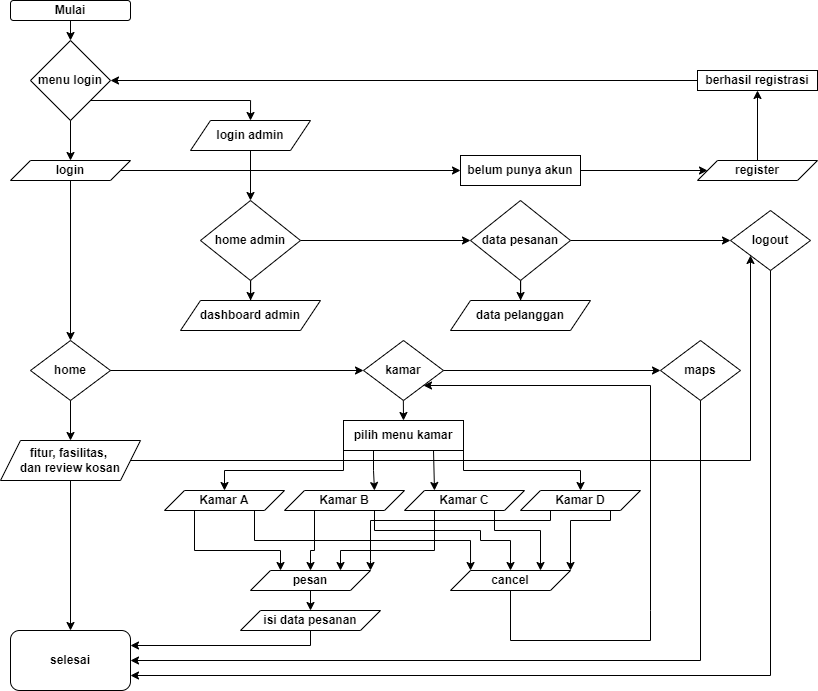 Mulai
menu login
berhasil registrasi
login admin
login
belum punya akun
register
home admin
data pesanan
logout
dashboard admin
data pelanggan
home
kamar
maps
pilih menu kamar
fitur, fasilitas,
dan review kosan
Kamar A
Kamar B
Kamar C
Kamar D
pesan
cancel
isi data pesanan
selesai